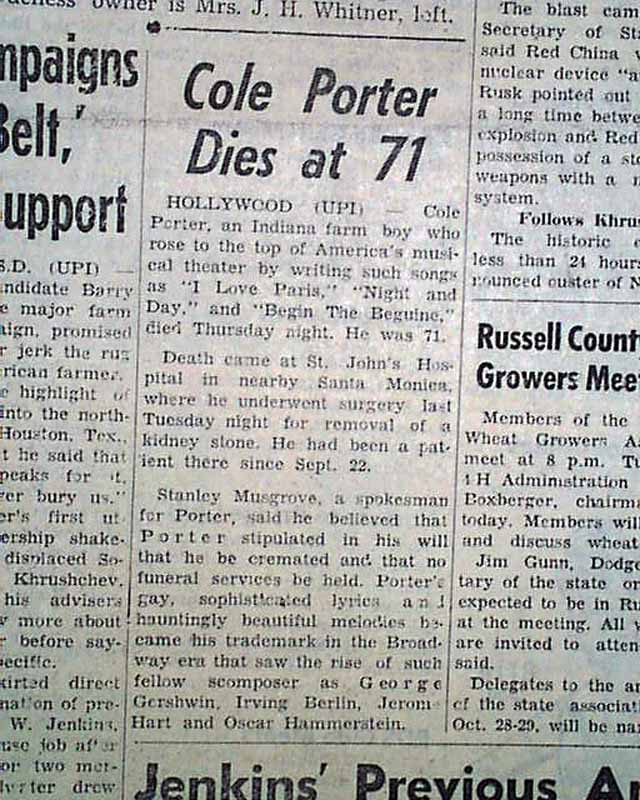 owner is Mrs. J. H. Whitner, left.
mpaigns
Belt,'
upport
S.D. (UPI) —
ndidate Barry
e major farm
aign, promised
r jerk the rug
rican farmer.
e highlight of
into the north-
Houston, Tex.,
t he said that
peaks for it,
er bury us."
er's first ut-
ership shake-
displaced So-
Khrushchev.
his advisers
w more about
r before say-
pecific.
kirted direct
nation of pre-
W. Jenkins,
use job after
or two mor-
drew
Cole Porter
Dies at 71
HOLLYWOOD (UPI) — Cole
Porter, an Indiana farm boy who
rose to the top of America's musi-
cal theater by writing such songs
as "I Love Paris," "Night and
Day," and "Begin The Beguine,"
died Thursday night. He was 71.
Death came at St. John's Hos-
pital in nearby Santa Monica,
where he underwent surgery last
Tuesday night for removal of a
kidney stone. He had been a pat-
ient there since Sept. 22.
Stanley Musgrove, a spokesman
for Porter, said he believed that
Porter stipulated in his will
that he be cremated and that no
funeral services be held. Porter's
gay, sophisticated lyrics and
hauntingly beautiful melodies be-
came his trademark in the Broad-
way era that saw the rise of such
fellow scomposer as George
Gershwin, Irving Berlin, Jerome
Hart and Oscar Hammerstein.
Jenkins' Previous A
The blast cam
Secretary of Sta
said Red China
nuclear device "a
Rusk pointed out
a long time betwe
explosion and Red
possession of a sto
weapons with a
system.
Follows Khrus
The historic
less than 24 hours
nounced ouster of N
Russell Count
Growers Mee
Members of the
Wheat Growers As
meet at 8 p.m. Tu
4 H Administration
Boxberger, chairma
today. Members wil
and discuss wheat
Jim Gunn, Dodge
tary of the state or
expected to be in Ru
at the meeting. All
are invited to atten
said.
Delegates to the an
of the state associat
Oct. 28-29, will be na